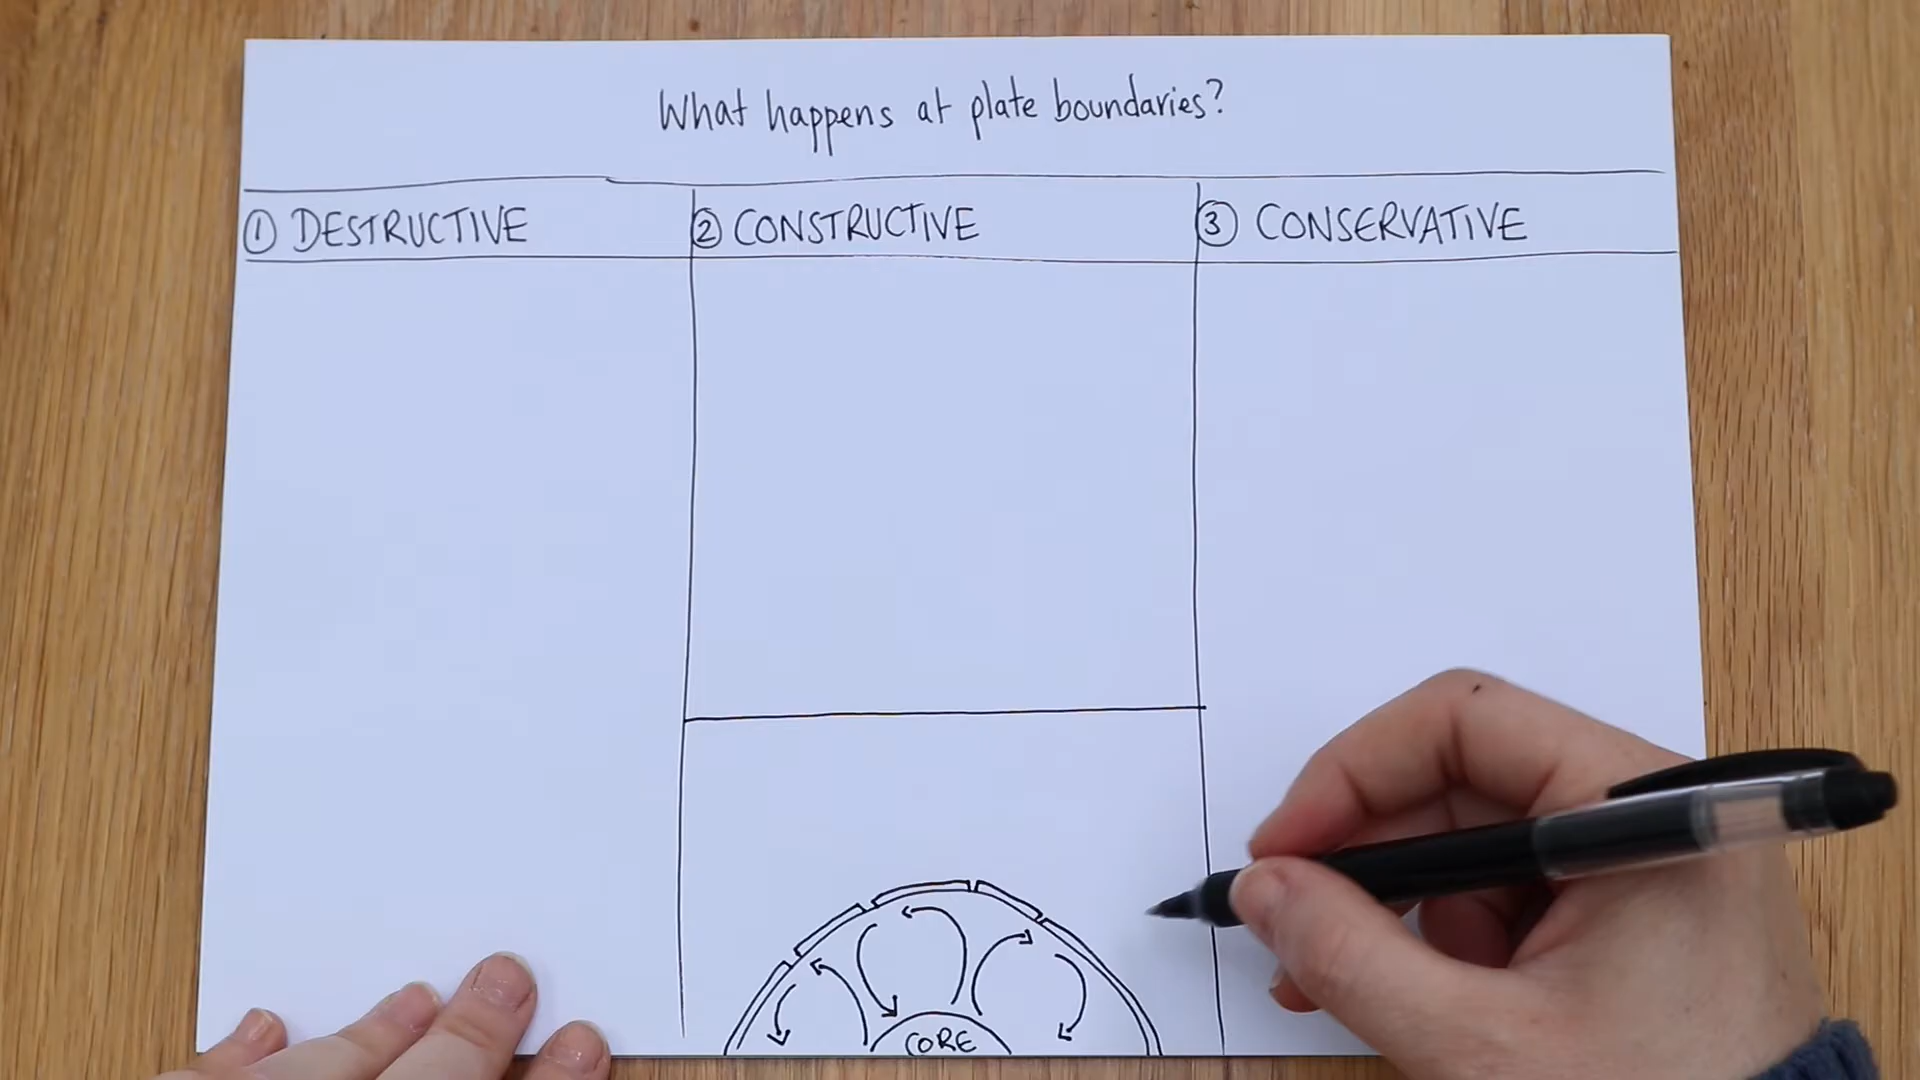 What happens at plate boundaries?
① DESTRUCTIVE
② CONSTRUCTIVE
③ CONSERVATIVE
CORE